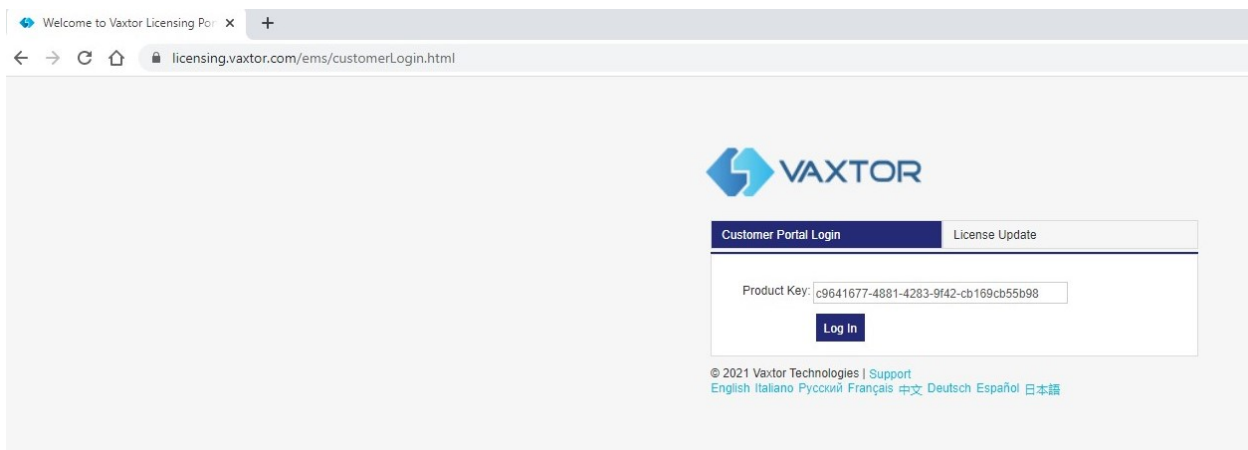 Welcome to Vaxtor Licensing Por
licensing.vaxtor.com/ems/customerLogin.html
VAXTOR
Customer Portal Login License Update
Product Key: c9641677-4881-4283-9f42-cb169cb55b98
Log In
© 2021 Vaxtor Technologies | Support
English Italiano Русский Français 中文 Deutsch Español 日本語